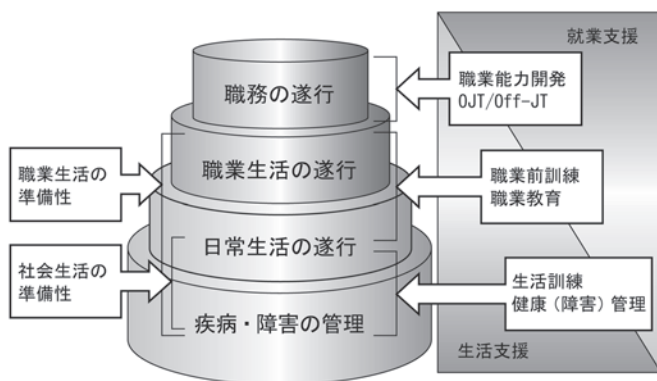 就業支援
職務の遂行
職業能力開発
OJT/Off-JT
職業生活の
準備性
職業生活の遂行
職業前訓練
職業教育
日常生活の遂行
社会生活の
準備性
生活訓練
健康（障害）管理
疾病・障害の管理
生活支援